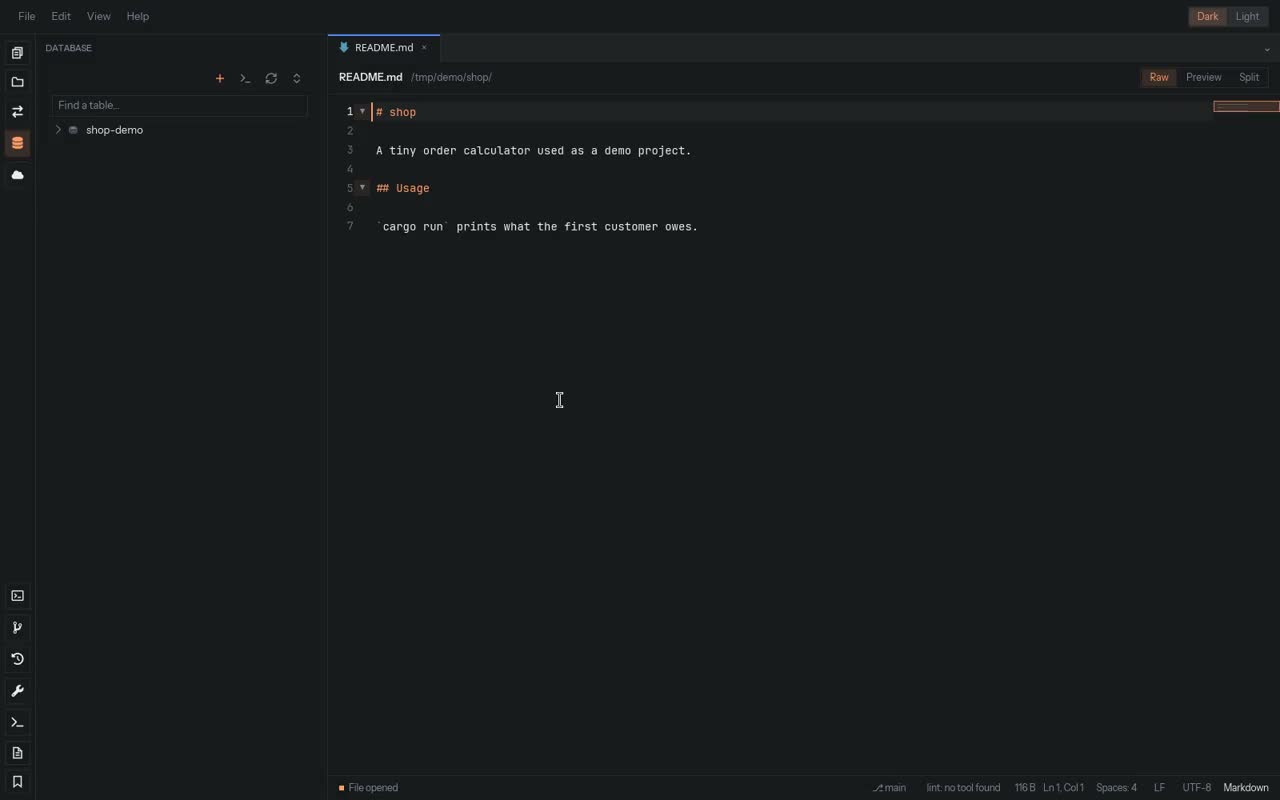 File Edit View Help Dark Light
DATABASE
README.md ×
README.md /tmp/demo/shop/ Raw Preview Split
Find a table...
shop-demo
1 # shop
2
3 A tiny order calculator used as a demo project.
4
5 ## Usage
6
7 `cargo run` prints what the first customer owes.
File opened main lint: no tool found 116 B Ln 1, Col 1 Spaces: 4 LF UTF-8 Markdown